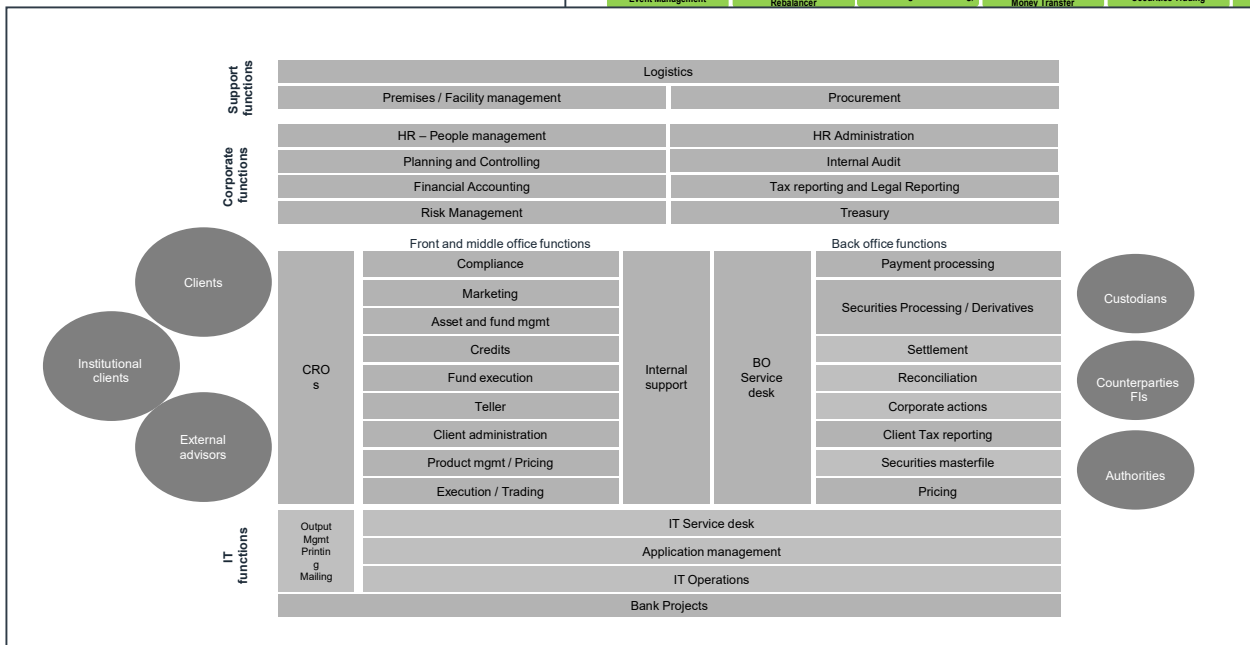 Event Management
Rebalancer
Money Transfer
Securities Trading
Support
functions
Logistics
Premises / Facility management
Procurement
Corporate
functions
HR – People management
HR Administration
Planning and Controlling
Internal Audit
Financial Accounting
Tax reporting and Legal Reporting
Risk Management
Treasury
Front and middle office functions
Back office functions
Clients
Institutional
clients
External
advisors
CRO
s
Compliance
Marketing
Asset and fund mgmt
Credits
Fund execution
Teller
Client administration
Product mgmt / Pricing
Execution / Trading
Internal
support
BO
Service
desk
Payment processing
Securities Processing / Derivatives
Settlement
Reconciliation
Corporate actions
Client Tax reporting
Securities masterfile
Pricing
Custodians
Counterparties
FIs
Authorities
IT
functions
Output
Mgmt
Printin
g
Mailing
IT Service desk
Application management
IT Operations
Bank Projects